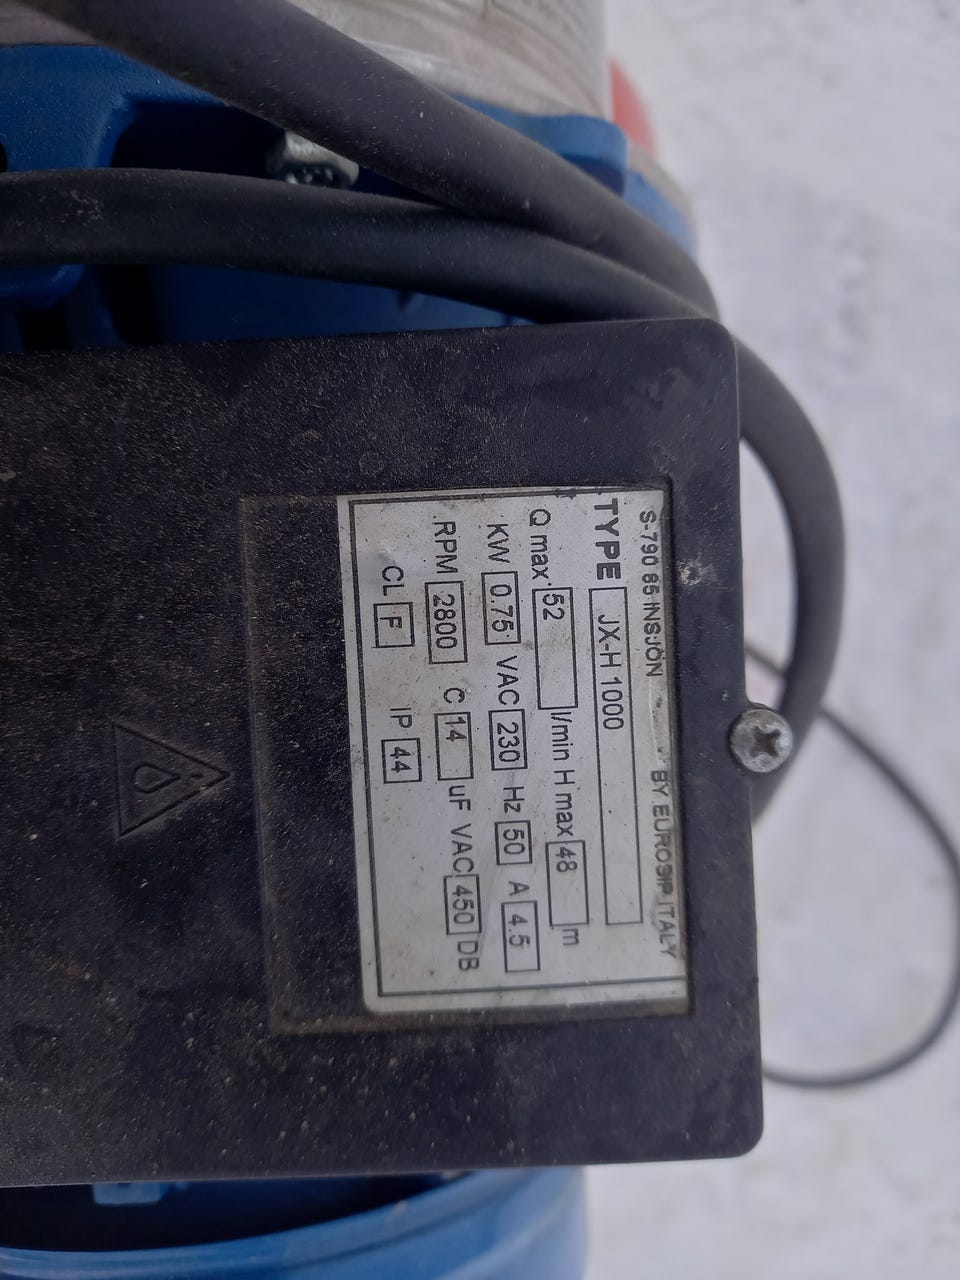 S-790 85 INSJÖN BY EUROSIP ITALY
TYPE JX-H 1000
Q max. 52 l/min H max 48 m
KW 0.75 VAC 230 Hz 50 A 4.5
RPM 2800 C 14 uF VAC 450 DB
CL F IP 44